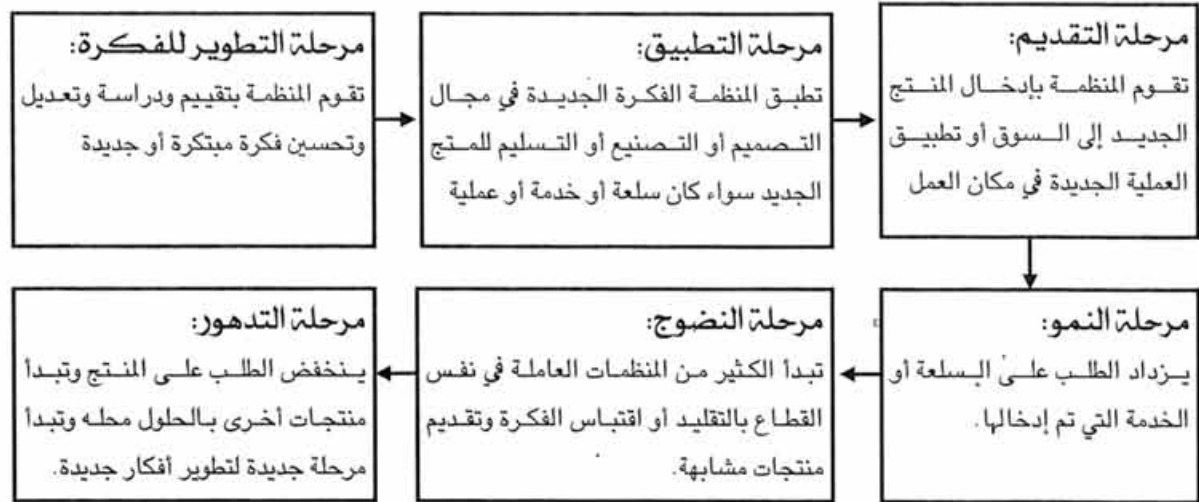 مرحلة التطوير للفكرة:
تقوم المنظمة بتقييم ودراسة وتعديل
وتحسين فكرة مبتكرة أو جديدة
مرحلة التطبيق:
تطبق المنظمة الفكرة الجديدة في مجال
التصميم أو التصنيع أو التسليم للمتج
الجديد سواء كان سلعة أو خدمة أو عملية
مرحلة التقديم:
تقوم المنظمة بإدخال المنتج
الجديد إلى السوق أو تطبيق
العملية الجديدة في مكان العمل
مرحلة النمو:
يزداد الطلب على السلعة أو
الخدمة التي تم إدخالها.
مرحلة النضوج:
تبدأ الكثير من المنظمات العاملة في نفس
القطاع بالتقليد أو اقتباس الفكرة وتقديم
منتجات مشابهة.
مرحلة التدهور:
ينخفض الطلب على المنتج وتبدأ
منتجات أخرى بالحلول محله وتبدأ
مرحلة جديدة لتطوير أفكار جديدة.